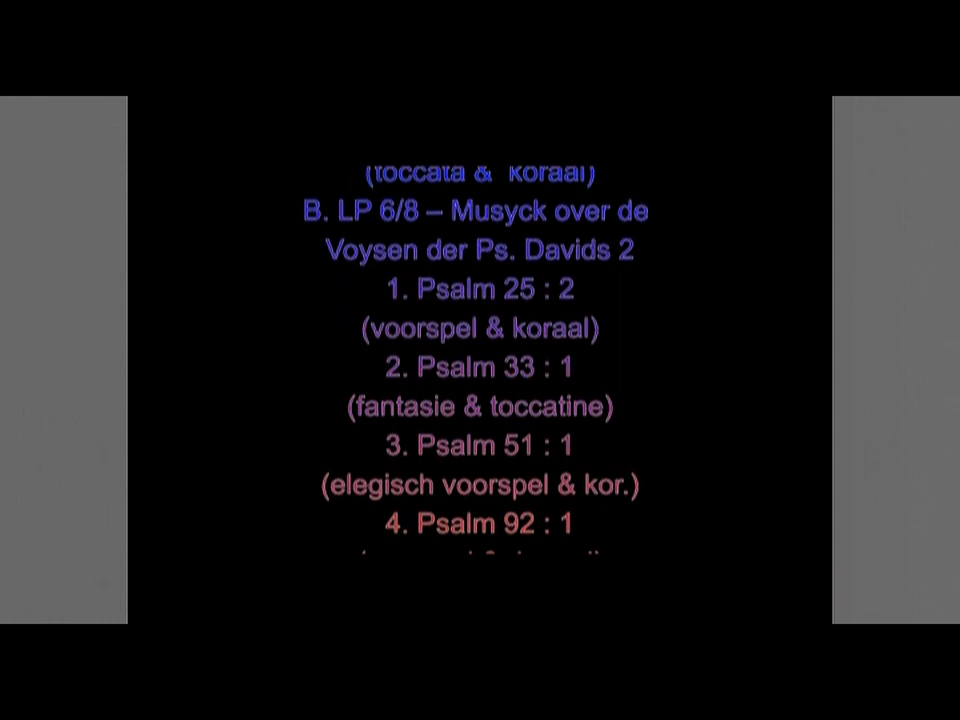 (toccata & koraal)
B. LP 6/8 – Musyck over de
Voysen der Ps. Davids 2
1. Psalm 25 : 2
(voorspel & koraal)
2. Psalm 33 : 1
(fantasie & toccatine)
3. Psalm 51 : 1
(elegisch voorspel & kor.)
4. Psalm 92 : 1